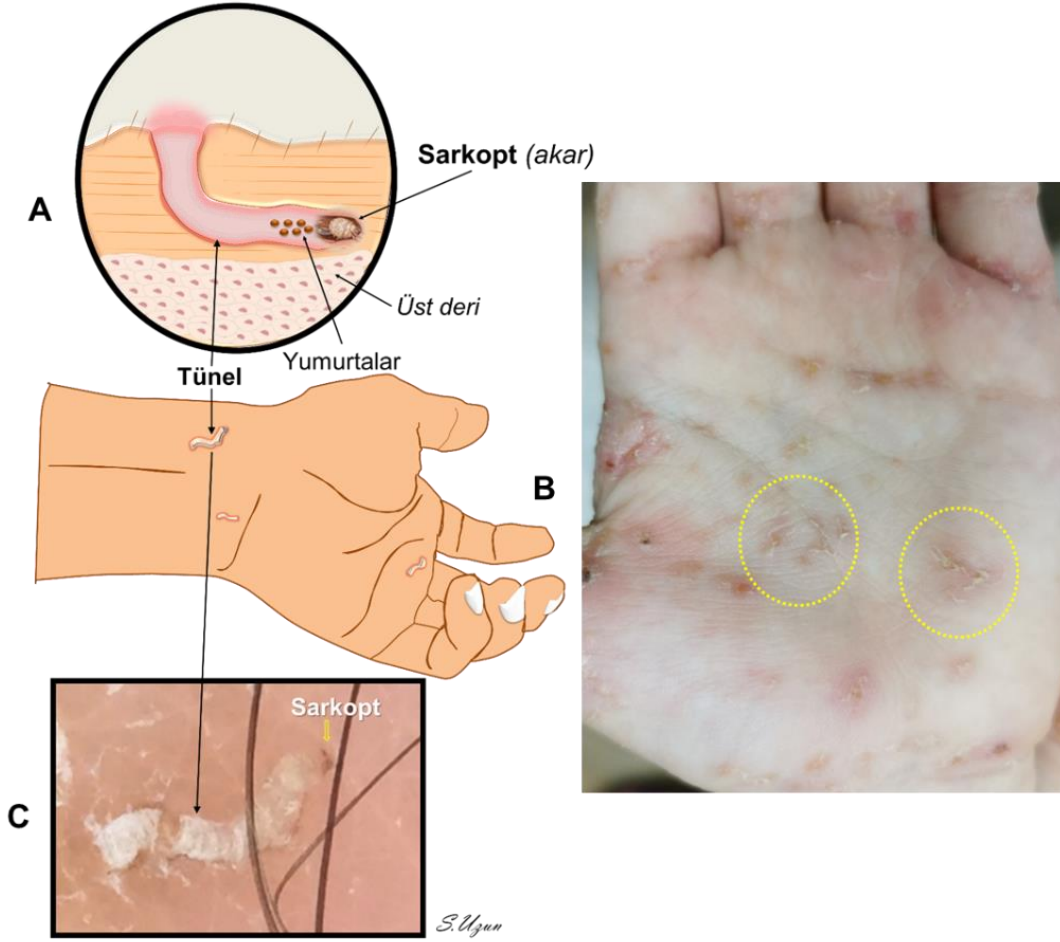 Sarkopt (akar)
A
Üst deri
Yumurtalar
Tünel
B
Sarkopt
C
S.Uzun